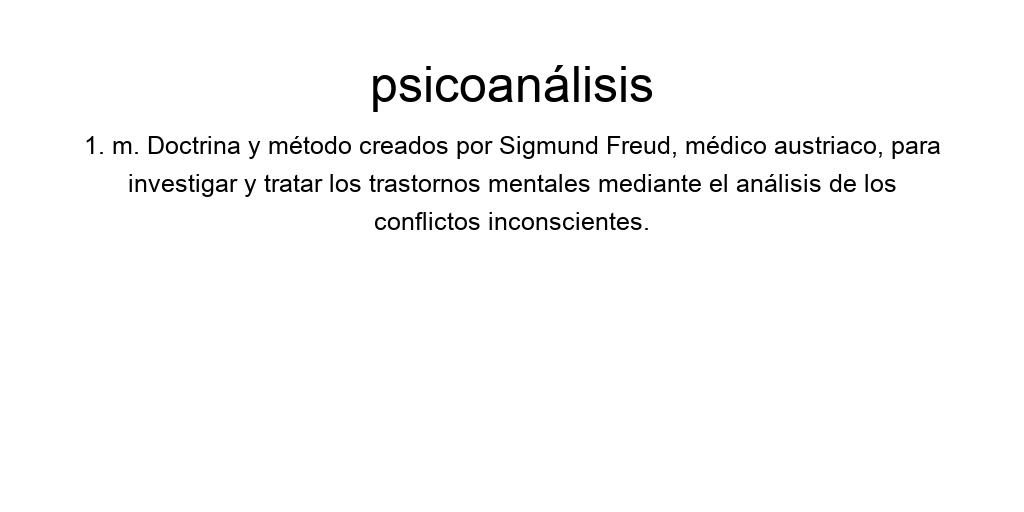 psicoanálisis
1. m. Doctrina y método creados por Sigmund Freud, médico austriaco, para
investigar y tratar los trastornos mentales mediante el análisis de los
conflictos inconscientes.